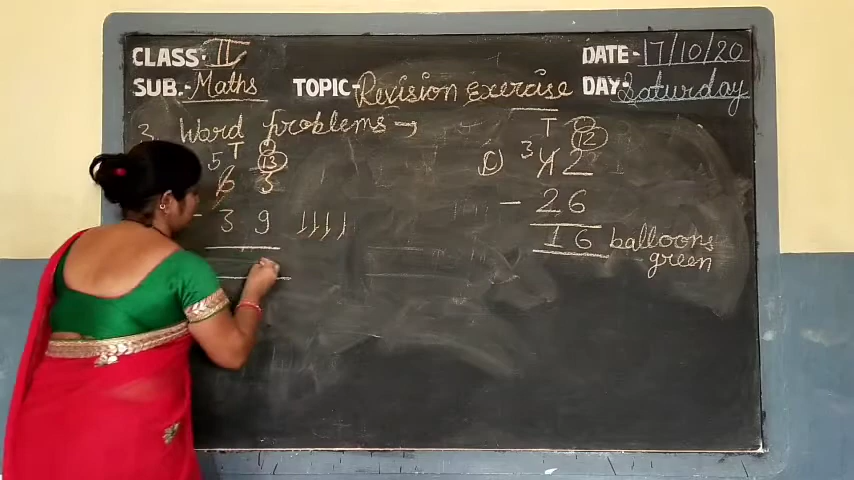 CLASS- II
SUB.- Maths
TOPIC- Revision Exercise
DATE- 17/10/20
DAY- Saturday
3. Word problems →
T O
5 13
6 3
- 3 9 ||||
T O
C 3 12
4 2
- 2 6
1 6 balloons
green